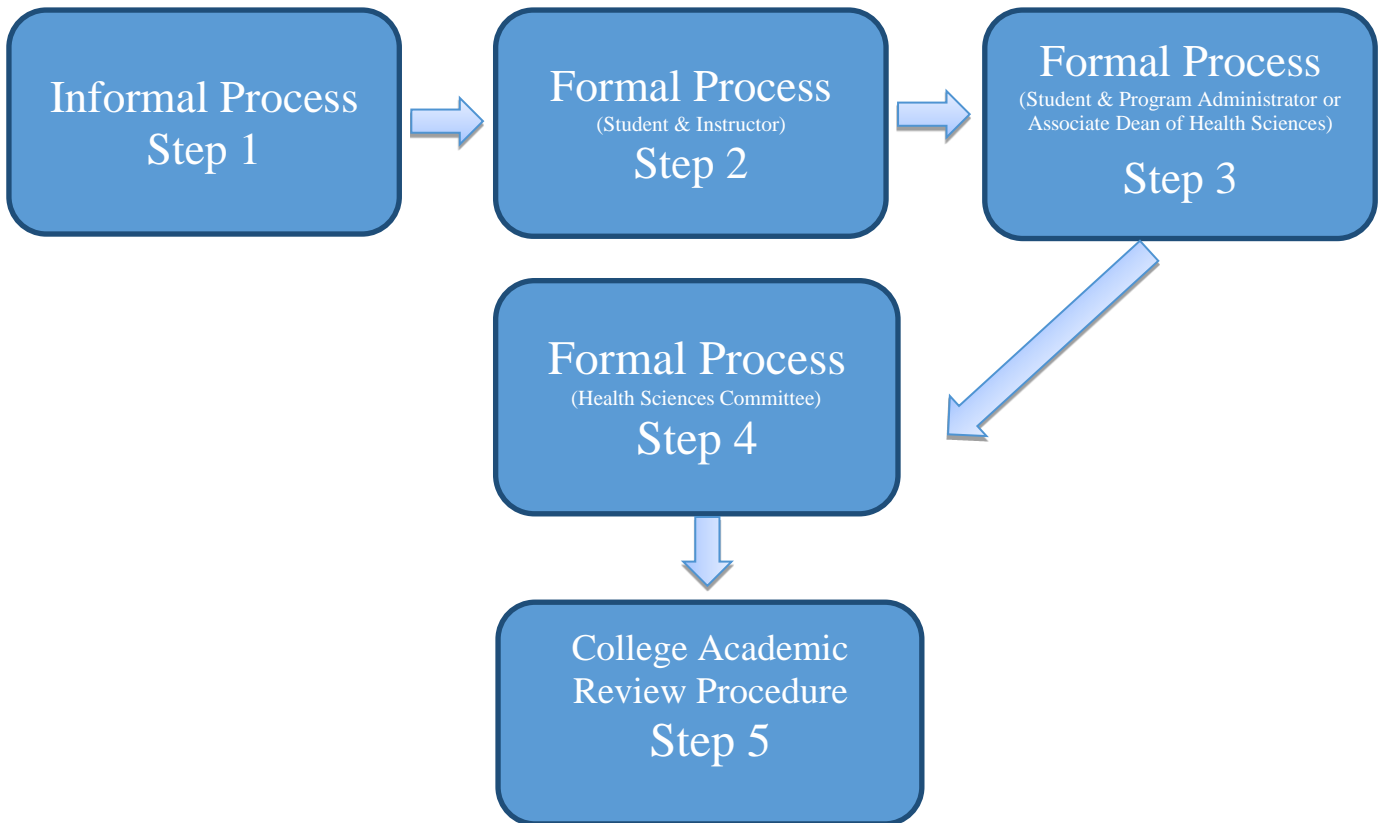 Informal Process
Step 1
Formal Process
(Student & Instructor)
Step 2
Formal Process
(Student & Program Administrator or
Associate Dean of Health Sciences)
Step 3
Formal Process
(Health Sciences Committee)
Step 4
College Academic
Review Procedure
Step 5